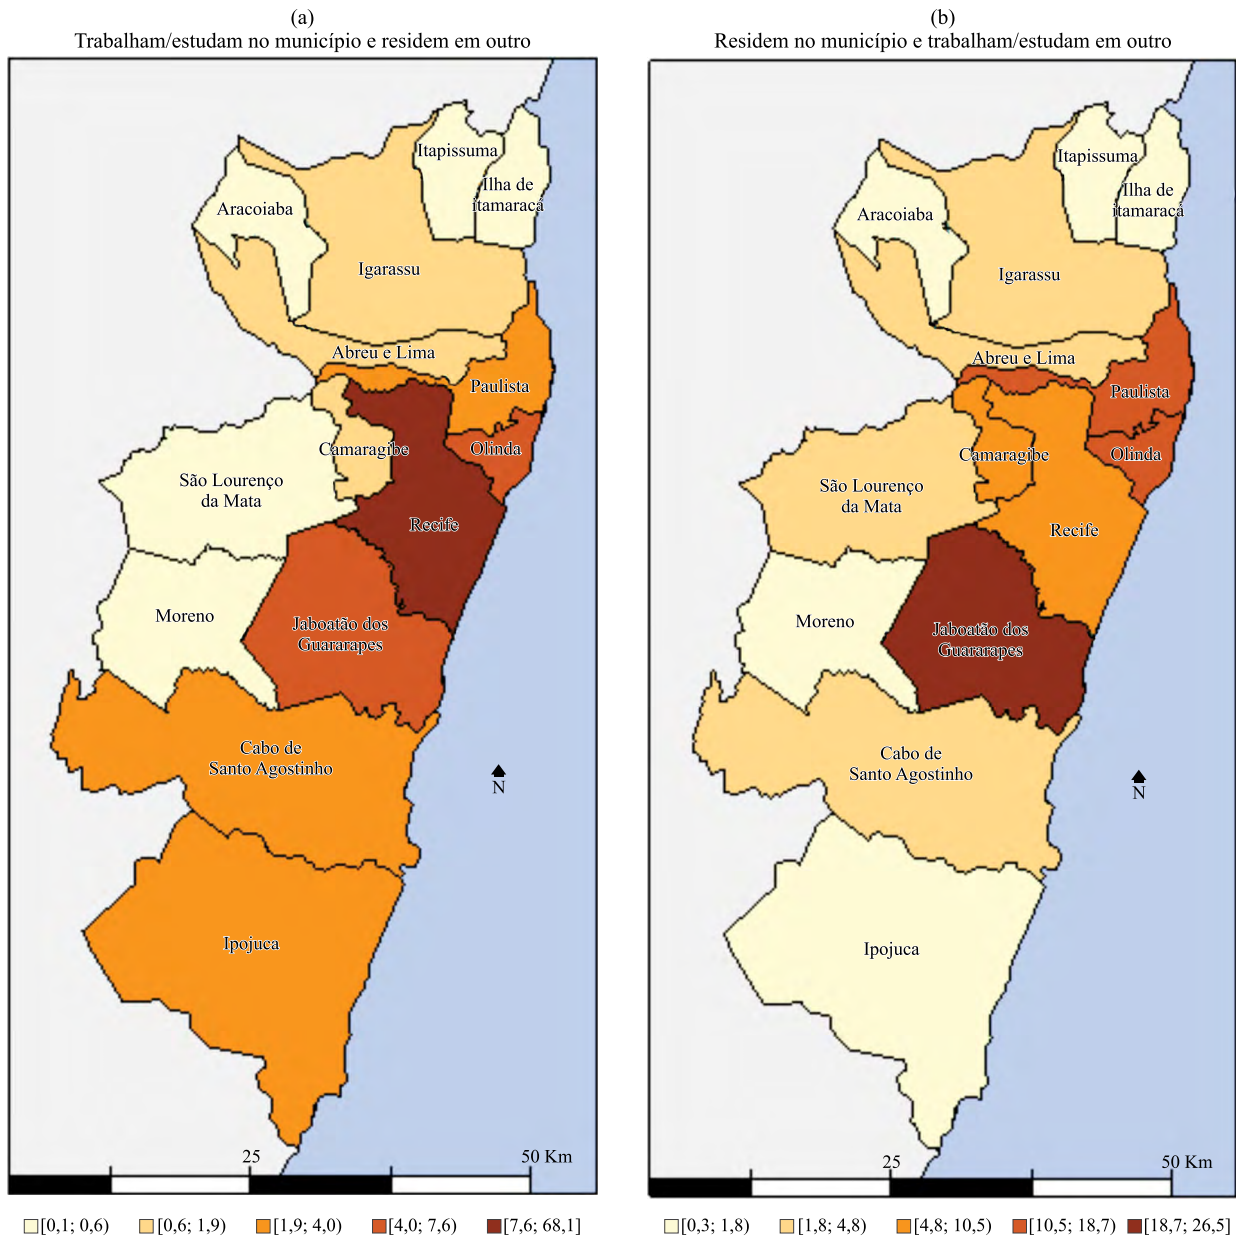 (a)
Trabalham/estudam no município e residem em outro
Itapissuma
Ilha de
itamaracá
Aracoiaba
Igarassu
Abreu e Lima
Paulista
Camaragibe
Olinda
São Lourenço
da Mata
Recife
Moreno
Jaboatão dos
Guararapes
Cabo de
Santo Agostinho
N
Ipojuca
25
50 Km
[0,1; 0,6)
[0,6; 1,9)
[1,9; 4,0)
[4,0; 7,6)
[7,6; 68,1]
(b)
Residem no município e trabalham/estudam em outro
Itapissuma
Ilha de
itamaracá
Aracoiaba
Igarassu
Abreu e Lima
Paulista
Camaragibe
Olinda
São Lourenço
da Mata
Recife
Moreno
Jaboatão dos
Guararapes
Cabo de
Santo Agostinho
N
Ipojuca
25
50 Km
[0,3; 1,8)
[1,8; 4,8)
[4,8; 10,5)
[10,5; 18,7)
[18,7; 26,5]